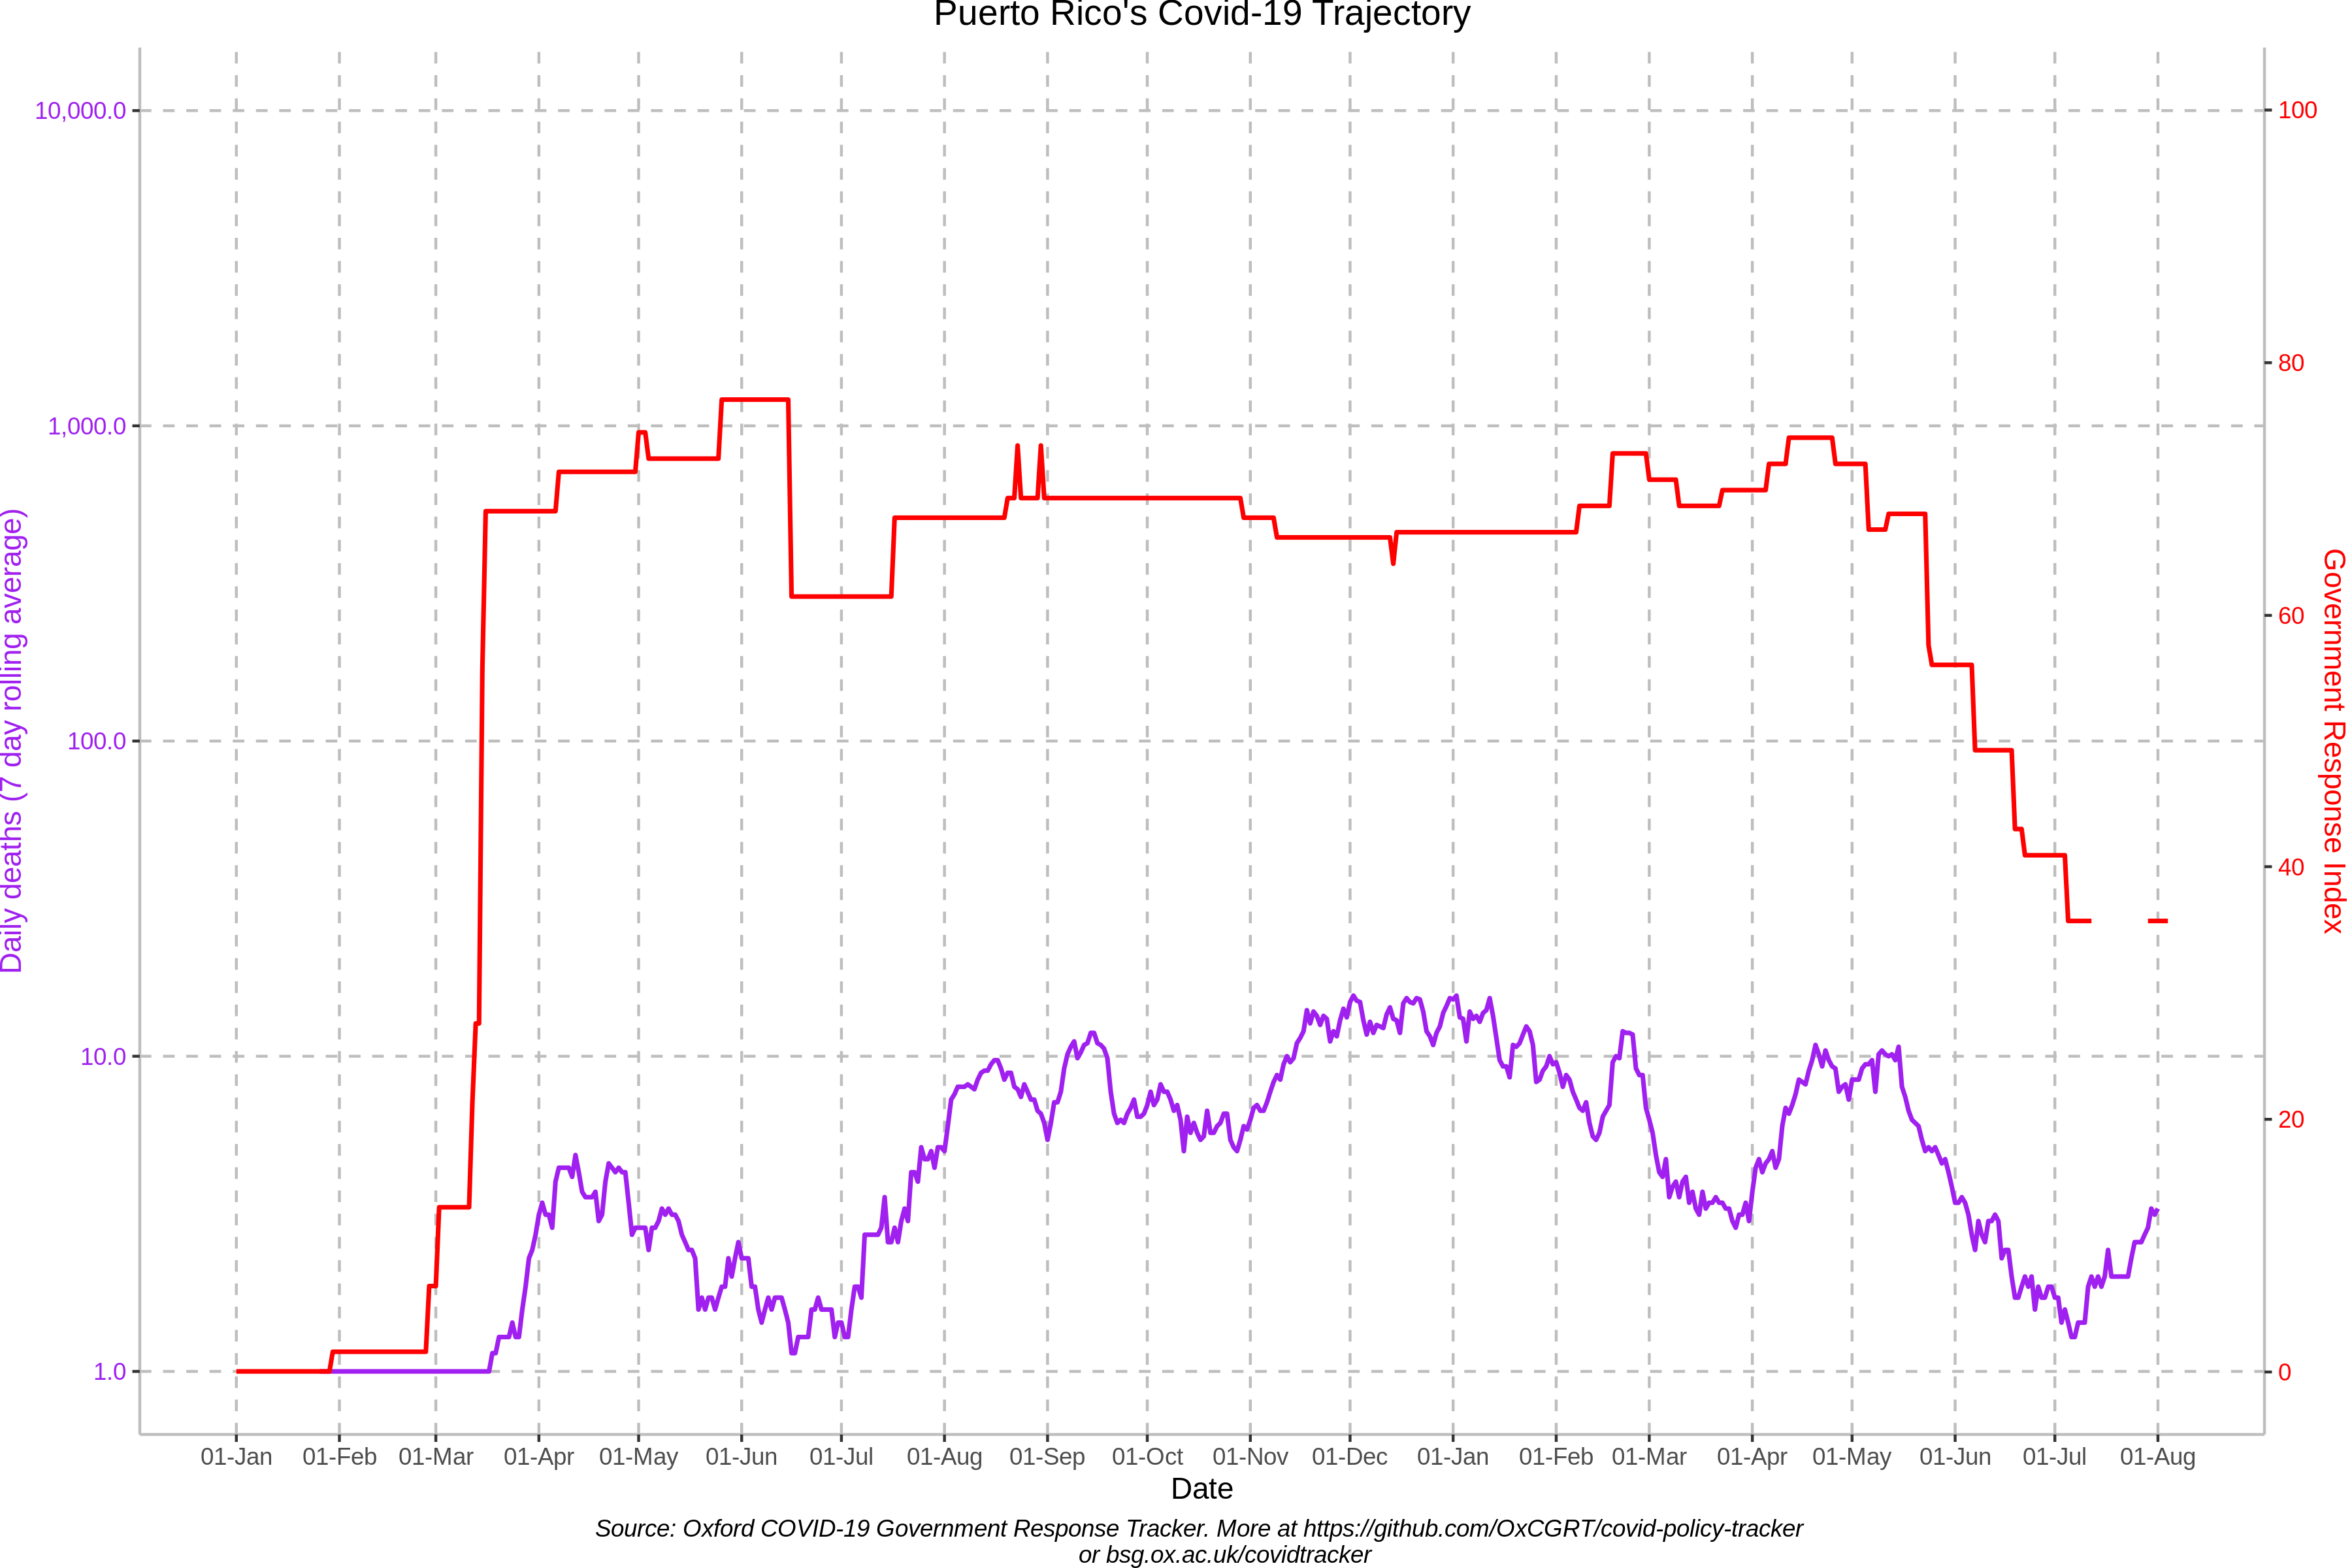 Puerto Rico's Covid-19 Trajectory
10,000.0
1,000.0
100.0
10.0
1.0
Daily deaths (7 day rolling average)
100
80
60
40
20
0
Government Response Index
01-Jan 01-Feb 01-Mar 01-Apr 01-May 01-Jun 01-Jul 01-Aug 01-Sep 01-Oct 01-Nov 01-Dec 01-Jan 01-Feb 01-Mar 01-Apr 01-May 01-Jun 01-Jul 01-Aug
Date
Source: Oxford COVID-19 Government Response Tracker. More at https://github.com/OxCGRT/covid-policy-tracker
or bsg.ox.ac.uk/covidtracker